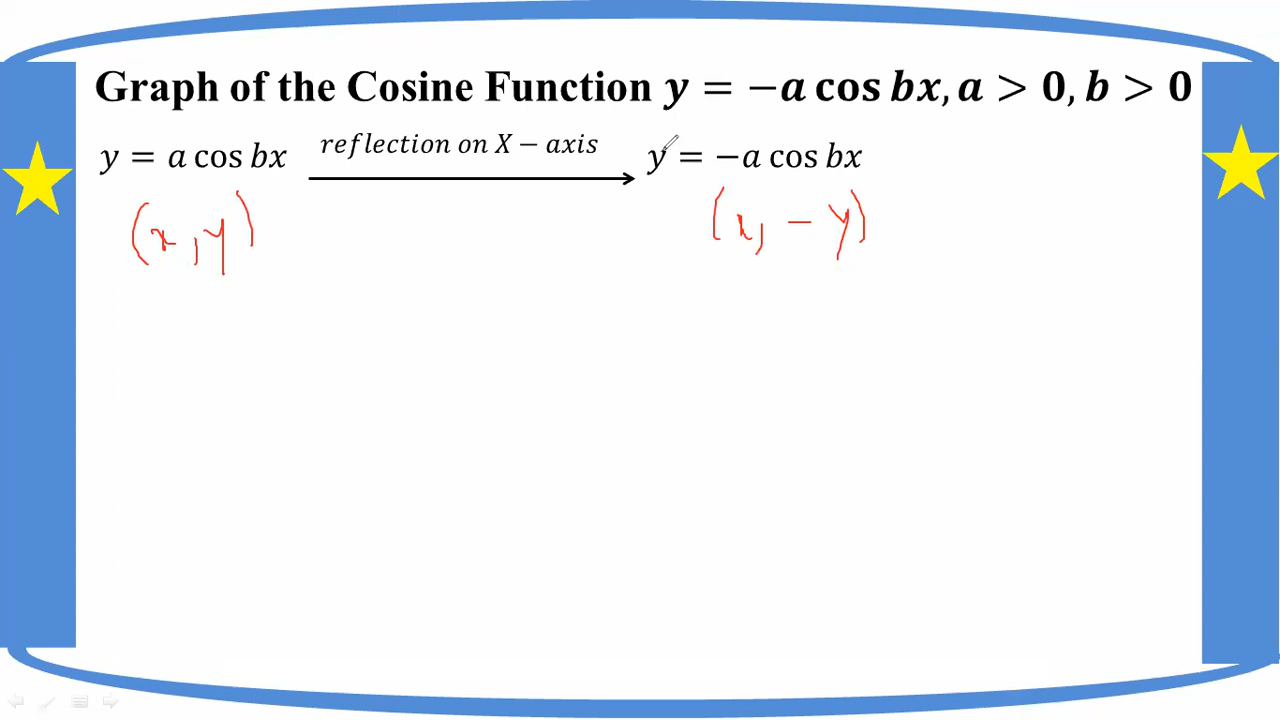 Graph of the Cosine Function y = −a cos bx, a > 0, b > 0
y = a cos bx reflection on X − axis y = −a cos bx
(x, y) (x, − y)